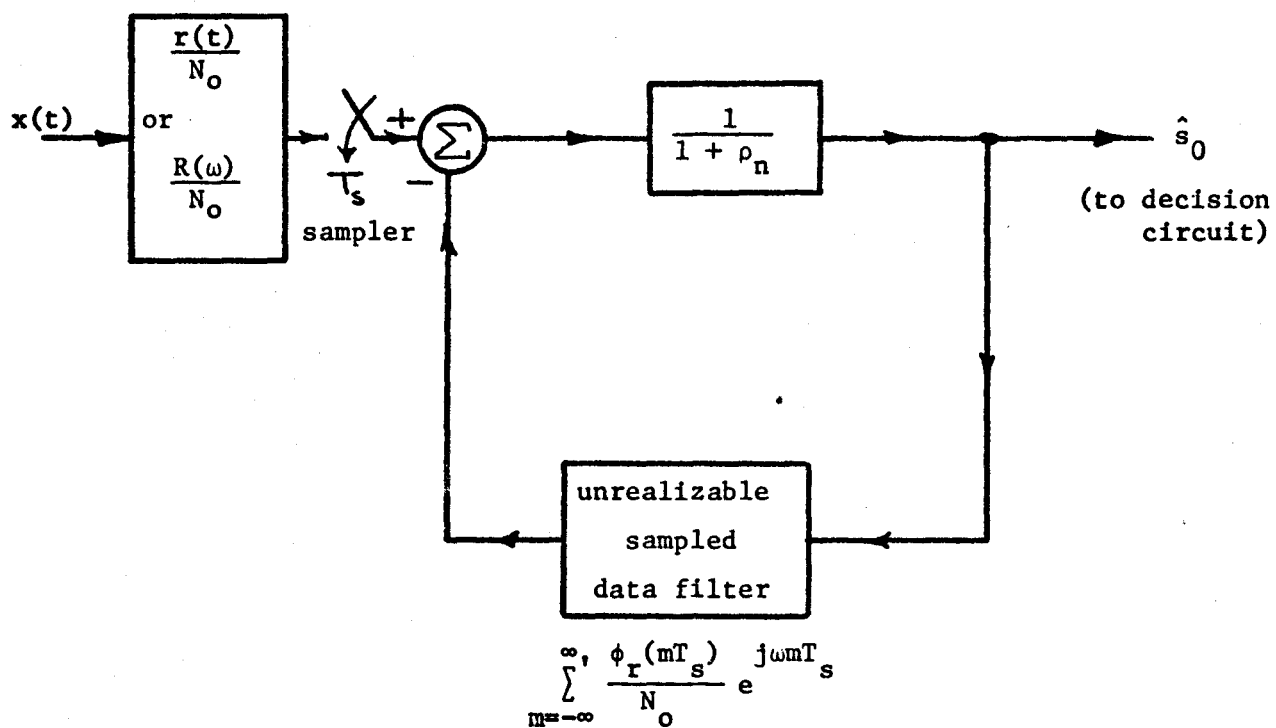 r(t)
N_o
x(t)
or
R(ω)
N_o
T_s
sampler
+
−
Σ
1
1 + ρ_n
ŝ_0
(to decision
circuit)
unrealizable
sampled
data filter
∞ ' φ_r(mT_s) e^{jωmT_s}
Σ
m=-∞ N_o